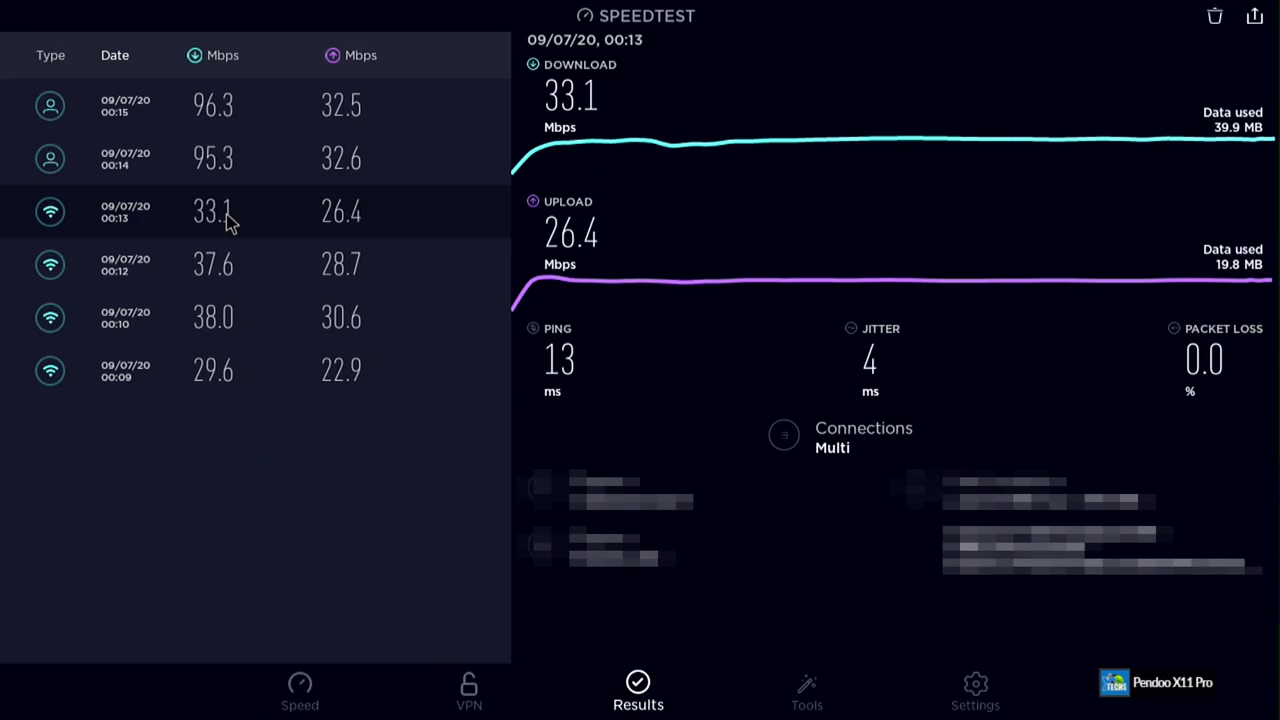 SPEEDTEST
Type Date Mbps Mbps
09/07/20
00:15
96.3 32.5
09/07/20
00:14
95.3 32.6
09/07/20
00:13
33.1 26.4
09/07/20
00:12
37.6 28.7
09/07/20
00:10
38.0 30.6
09/07/20
00:09
29.6 22.9
09/07/20, 00:13
DOWNLOAD
33.1
Mbps
Data used
39.9 MB
UPLOAD
26.4
Mbps
Data used
19.8 MB
PING JITTER PACKET LOSS
13 4 0.0
ms ms %
Connections
Multi
Speed VPN Results Tools Settings
TECHS
Pendoo X11 Pro